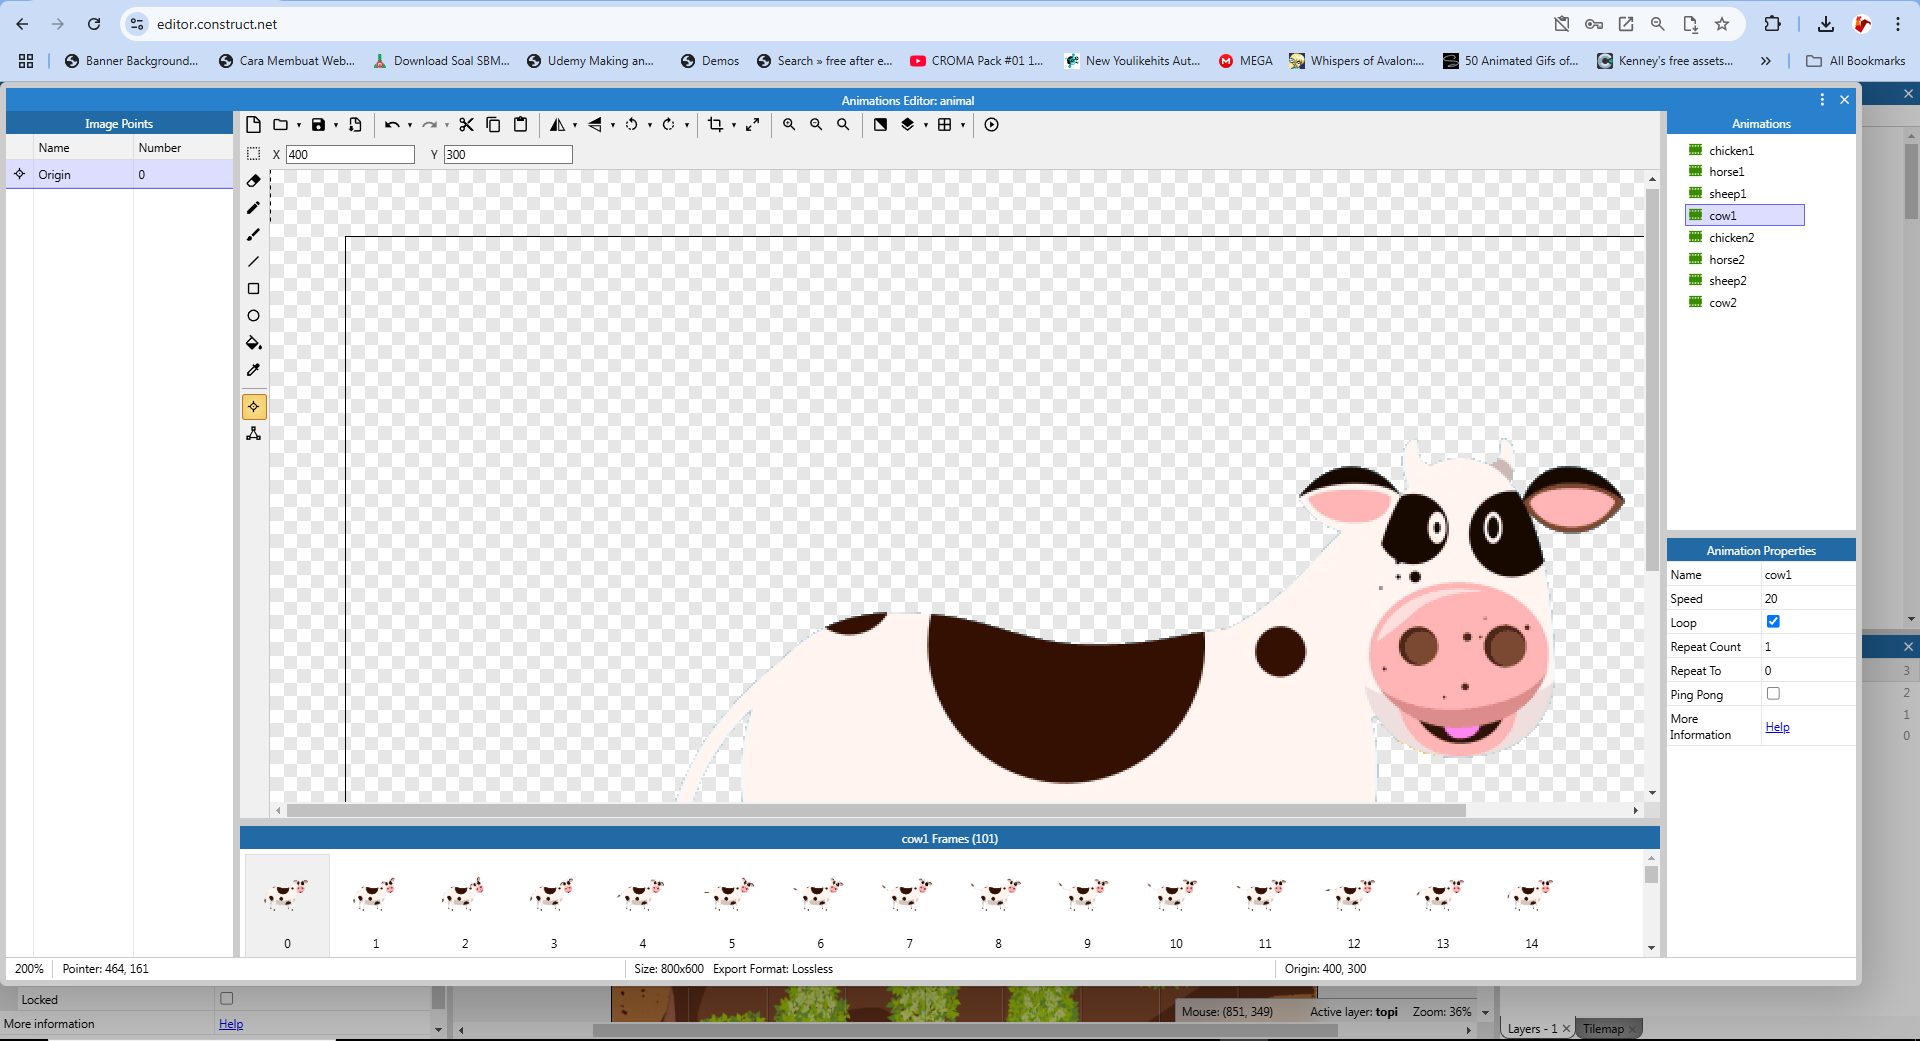 editor.construct.net
Banner Background...
Cara Membuat Web...
Download Soal SBM...
Udemy Making an...
Demos
Search » free after e...
CROMA Pack #01 1...
New Youlikehits Aut...
MEGA
Whispers of Avalon:...
50 Animated Gifs of...
Kenney's free assets...
All Bookmarks
Animations Editor: animal
Image Points
Name Number
Origin 0
X 400 Y 300
Animations
chicken1
horse1
sheep1
cow1
chicken2
horse2
sheep2
cow2
Animation Properties
Name cow1
Speed 20
Loop
Repeat Count 1
Repeat To 0
Ping Pong
More Information Help
3
2
1
0
cow1 Frames (101)
0 1 2 3 4 5 6 7 8 9 10 11 12 13 14
200% Pointer: 464, 161 Size: 800x600 Export Format: Lossless Origin: 400, 300
Locked
More information Help
Mouse: (851, 349) Active layer: topi Zoom: 36%
Layers - 1 Tilemap